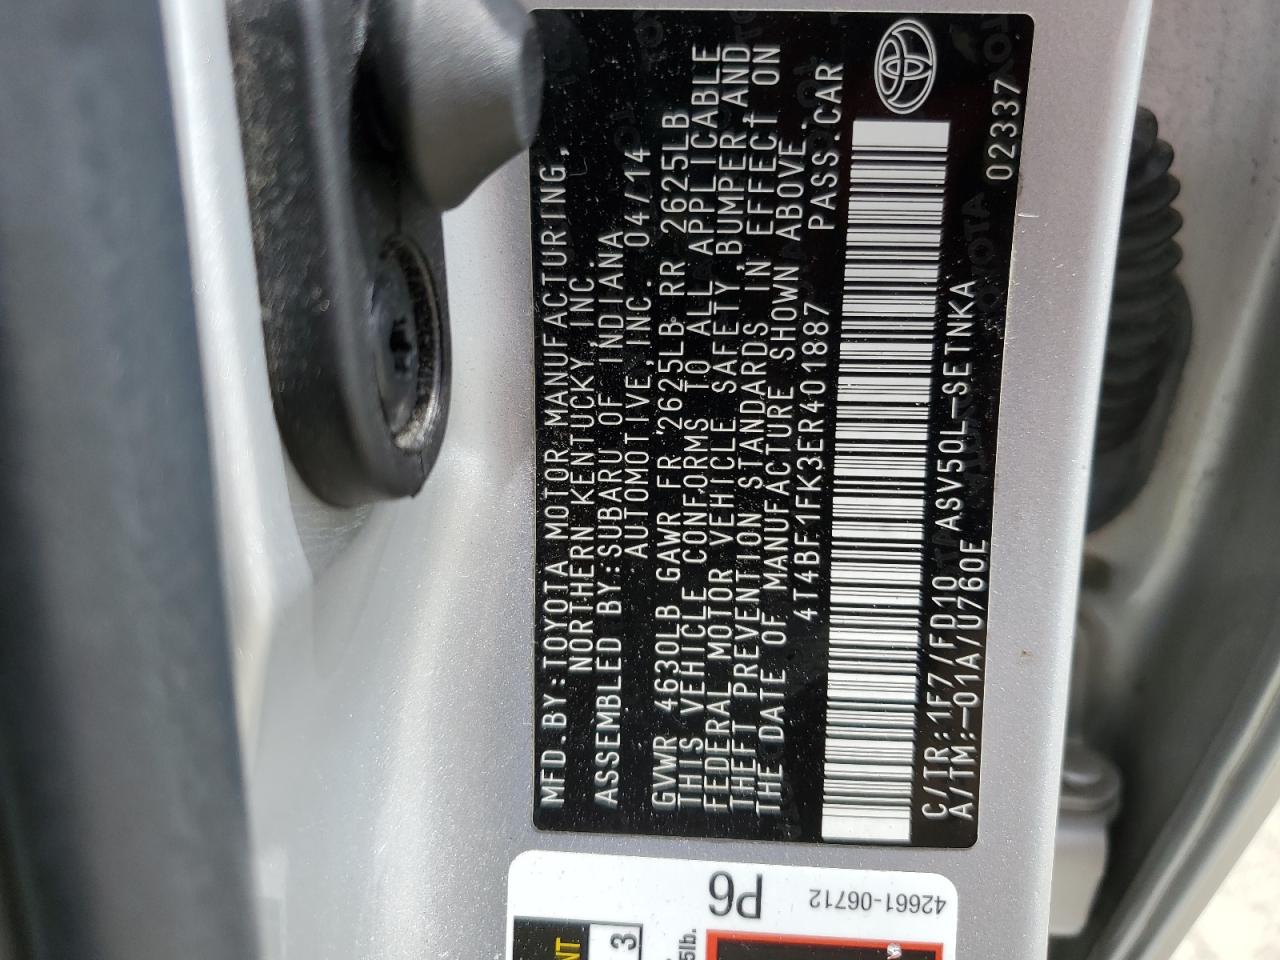 MFD.BY:TOYOTA MOTOR MANUFACTURING,
NORTHERN KENTUCKY,INC.
ASSEMBLED BY:SUBARU OF INDIANA
AUTOMOTIVE,INC. 04/14
GVWR 4630LB GAWR FR 2625LB RR 2625LB
THIS VEHICLE CONFORMS TO ALL APPLICABLE
FEDERAL MOTOR VEHICLE SAFETY,BUMPER,AND
THEFT PREVENTION STANDARDS IN EFFECT ON
THE DATE OF MANUFACTURE SHOWN ABOVE.
4T4BF1FK3ER401887 PASS.CAR
C/TR:1F7/FD10 ASV50L-SETNKA
A/TM:-01A/U760E 02337
P6
42661-06712
NT
3
5lb.